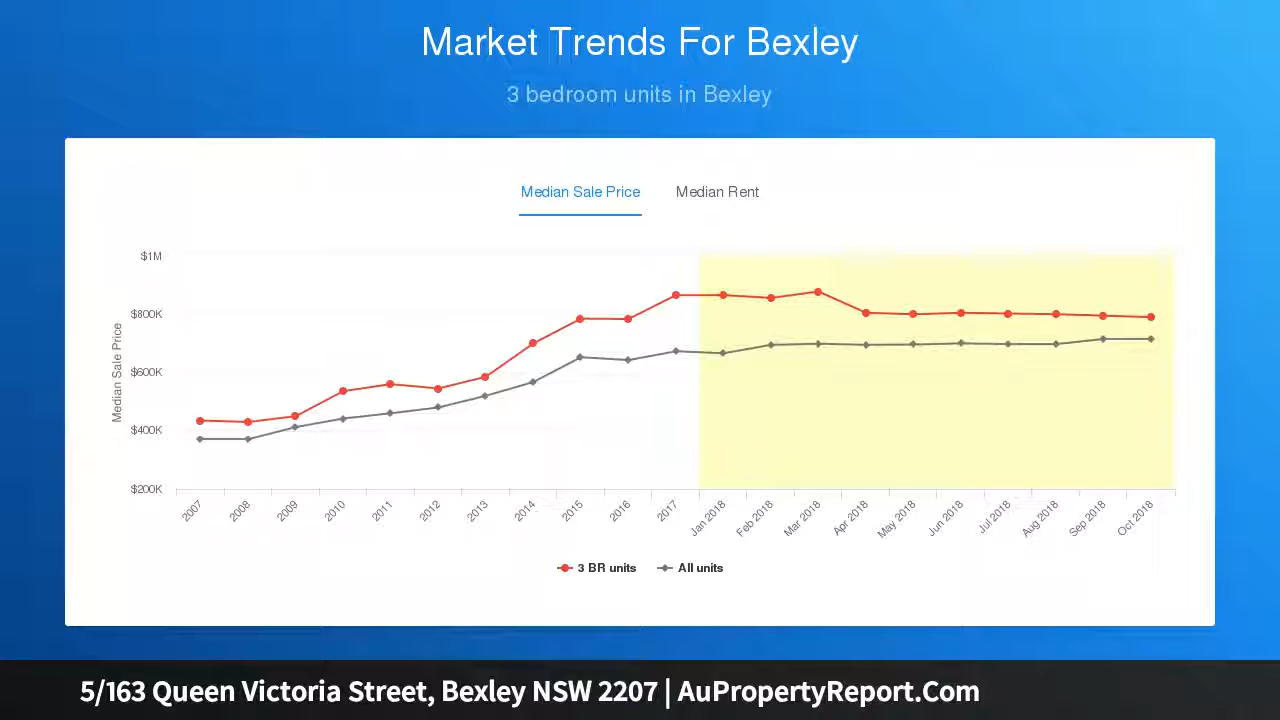 Market Trends For Bexley
3 bedroom units in Bexley
Median Sale Price Median Rent
Median Sale Price
$1M
$800K
$600K
$400K
$200K
2007 2008 2009 2010 2011 2012 2013 2014 2015 2016 2017 Jan 2018 Feb 2018 Mar 2018 Apr 2018 May 2018 Jun 2018 Jul 2018 Aug 2018 Sep 2018 Oct 2018
3 BR units All units
5/163 Queen Victoria Street, Bexley NSW 2207 | AuPropertyReport.Com